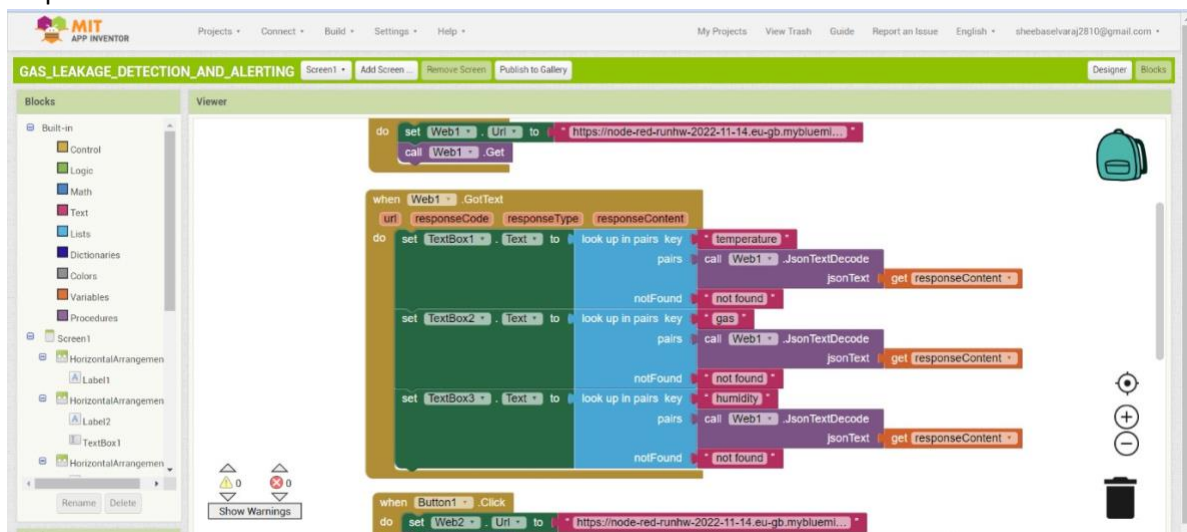 MIT
APP INVENTOR
Projects Connect Build Settings Help My Projects View Trash Guide Report an Issue English sheebaselvaraj2810@gmail.com
GAS_LEAKAGE_DETECTION_AND_ALERTING Screen1 Add Screen ... Remove Screen Publish to Gallery Designer Blocks
Blocks Viewer
Built-in
Control
Logic
Math
Text
Lists
Dictionaries
Colors
Variables
Procedures
Screen1
HorizontalArrangemen
Label1
HorizontalArrangemen
Label2
TextBox1
HorizontalArrangemen
Rename Delete
do set Web1 . Url to " https://node-red-runhw-2022-11-14.eu-gb.mybluemi... "
call Web1 .Get
when Web1 .GotText
url responseCode responseType responseContent
do set TextBox1 . Text to look up in pairs key " temperature "
pairs call Web1 .JsonTextDecode
jsonText get responseContent
notFound " not found "
set TextBox2 . Text to look up in pairs key " gas "
pairs call Web1 .JsonTextDecode
jsonText get responseContent
notFound " not found "
set TextBox3 . Text to look up in pairs key " humidity "
pairs call Web1 .JsonTextDecode
jsonText get responseContent
notFound " not found "
0 0
Show Warnings
when Button1 .Click
do set Web2 . Url to " https://node-red-runhw-2022-11-14.eu-gb.mybluemi... "